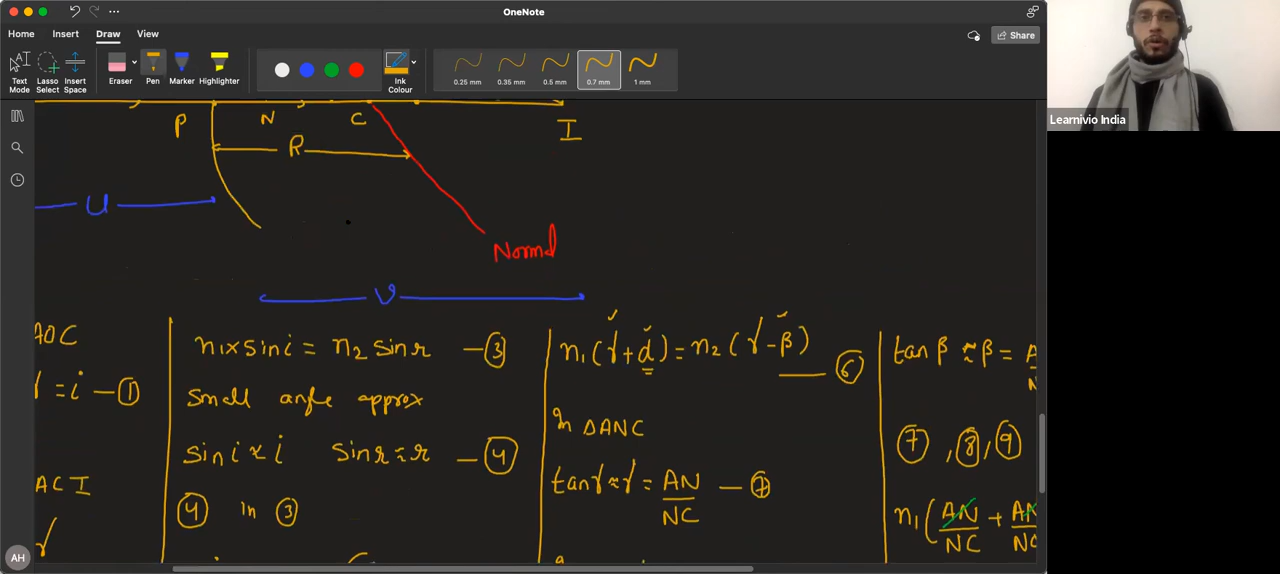 OneNote
Home Insert Draw View
Share
Text Mode
Lasso Select
Insert Space
Eraser
Pen
Marker
Highlighter
Ink Colour
0.25 mm
0.35 mm
0.5 mm
0.7 mm
1 mm
Learnivio India
P N C I
R
u
Normal
v
AOC
γ = i — ①
ACI
γ
n1 × sin i = n2 sin r — ③
small angle approx
sin i ≈ i sin r ≈ r — ④
④ in ③
n1 (γ + α) = n2 (γ - β) — ⑥
In ΔANC
tan γ ≈ γ = AN/NC — ⑦
tan β ≈ β = A
N
⑦, ⑧, ⑨
n1 (AN/NC + AN/NC
AH